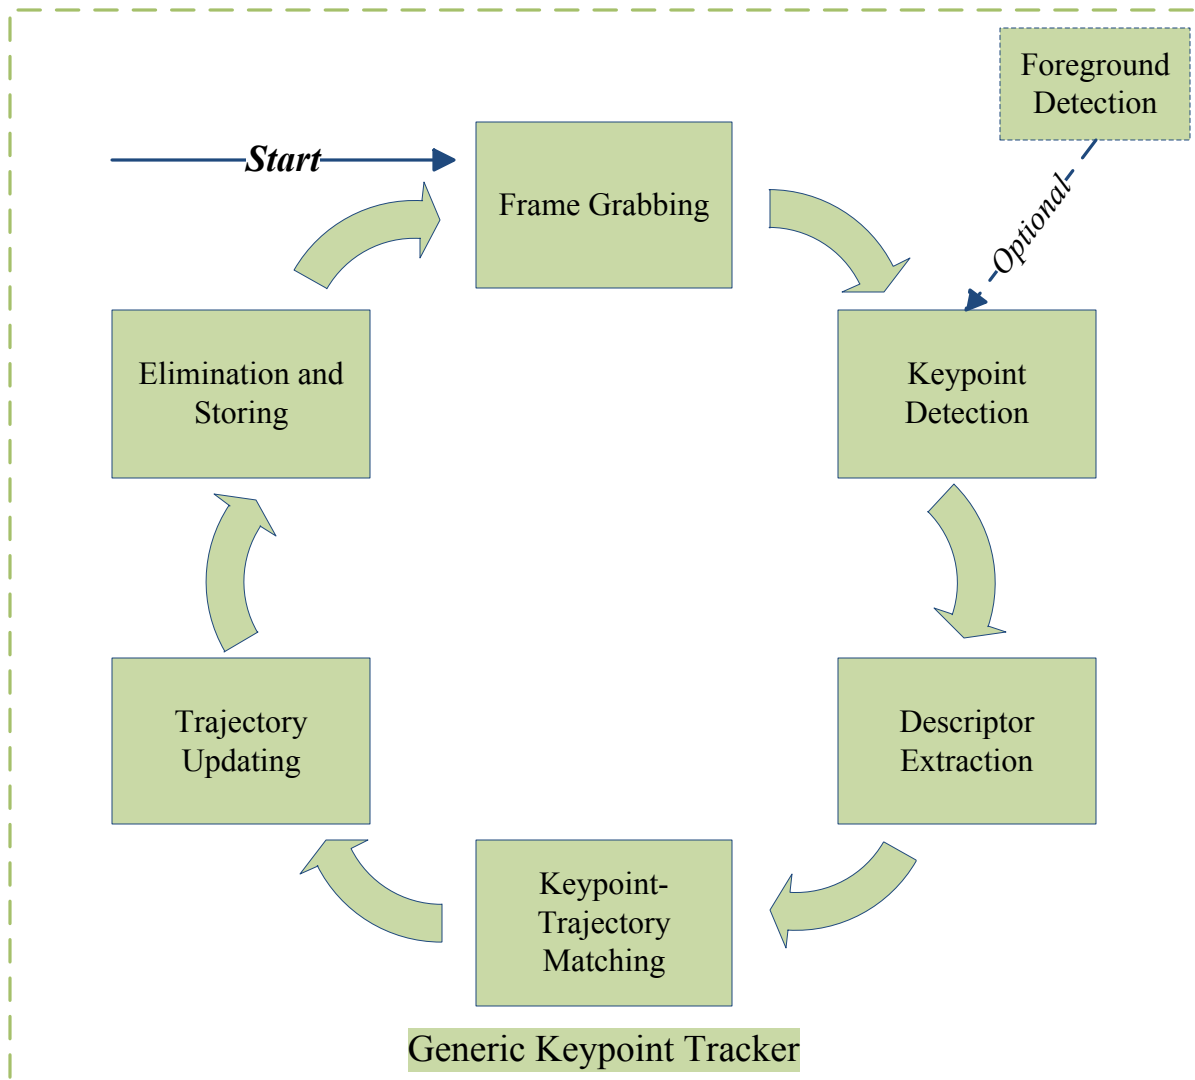 Foreground
Detection
Start
Frame Grabbing
Optional
Elimination and
Storing
Keypoint
Detection
Trajectory
Updating
Descriptor
Extraction
Keypoint-
Trajectory
Matching
Generic Keypoint Tracker